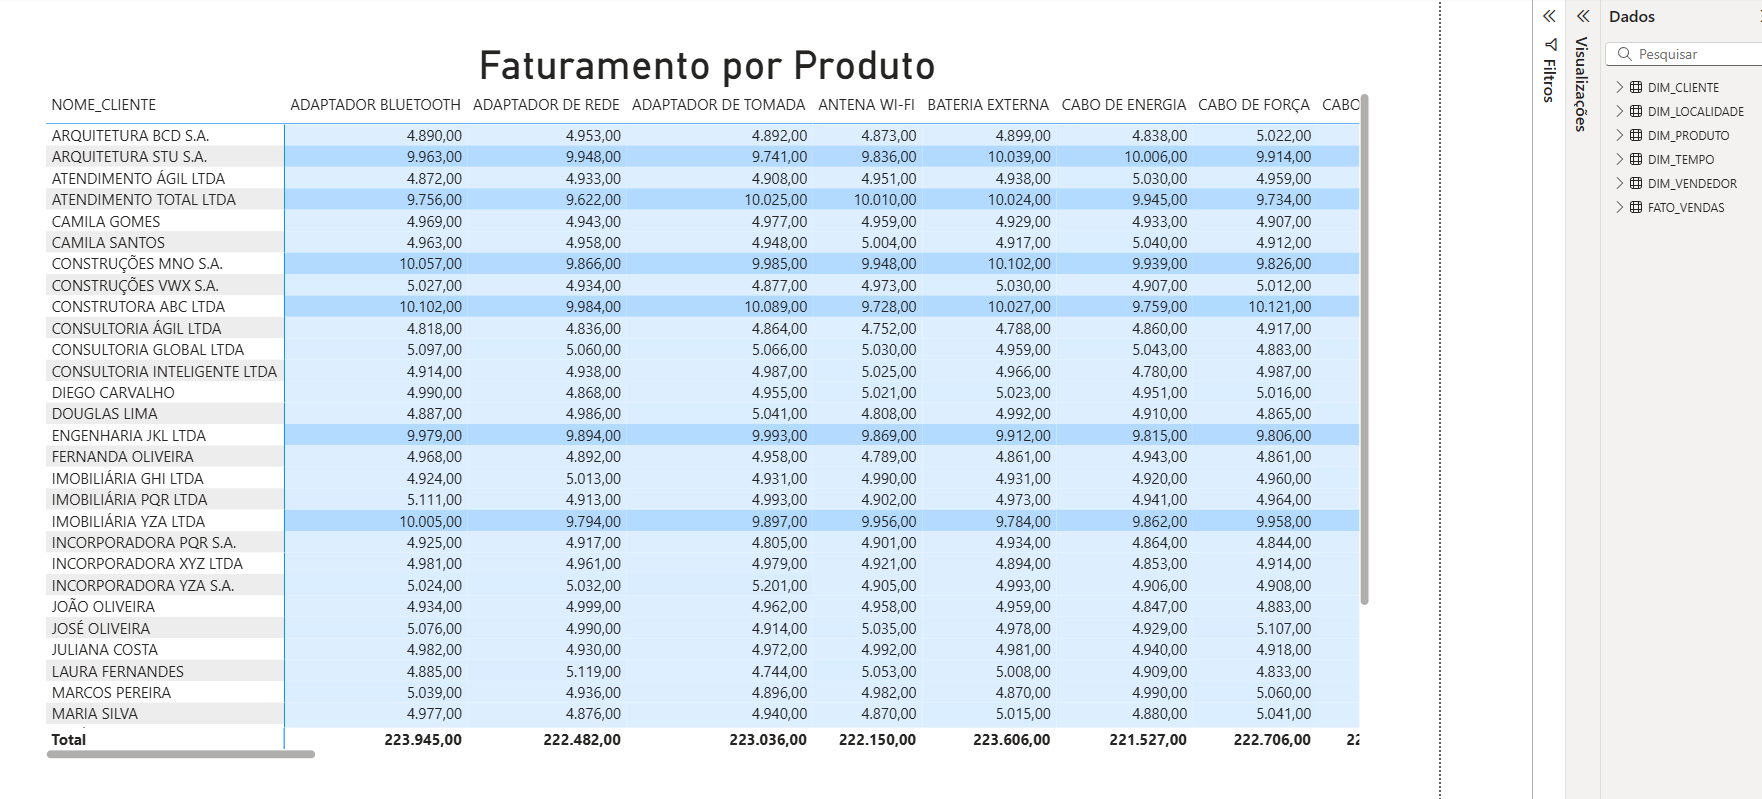 Faturamento por Produto
NOME_CLIENTE ADAPTADOR BLUETOOTH ADAPTADOR DE REDE ADAPTADOR DE TOMADA ANTENA WI-FI BATERIA EXTERNA CABO DE ENERGIA CABO DE FORÇA CABO
ARQUITETURA BCD S.A. 4.890,00 4.953,00 4.892,00 4.873,00 4.899,00 4.838,00 5.022,00
ARQUITETURA STU S.A. 9.963,00 9.948,00 9.741,00 9.836,00 10.039,00 10.006,00 9.914,00
ATENDIMENTO ÁGIL LTDA 4.872,00 4.933,00 4.908,00 4.951,00 4.938,00 5.030,00 4.959,00
ATENDIMENTO TOTAL LTDA 9.756,00 9.622,00 10.025,00 10.010,00 10.024,00 9.945,00 9.734,00
CAMILA GOMES 4.969,00 4.943,00 4.977,00 4.959,00 4.929,00 4.933,00 4.907,00
CAMILA SANTOS 4.963,00 4.958,00 4.948,00 5.004,00 4.917,00 5.040,00 4.912,00
CONSTRUÇÕES MNO S.A. 10.057,00 9.866,00 9.985,00 9.948,00 10.102,00 9.939,00 9.826,00
CONSTRUÇÕES VWX S.A. 5.027,00 4.934,00 4.877,00 4.973,00 5.030,00 4.907,00 5.012,00
CONSTRUTORA ABC LTDA 10.102,00 9.984,00 10.089,00 9.728,00 10.027,00 9.759,00 10.121,00
CONSULTORIA ÁGIL LTDA 4.818,00 4.836,00 4.864,00 4.752,00 4.788,00 4.860,00 4.917,00
CONSULTORIA GLOBAL LTDA 5.097,00 5.060,00 5.066,00 5.030,00 4.959,00 5.043,00 4.883,00
CONSULTORIA INTELIGENTE LTDA 4.914,00 4.938,00 4.987,00 5.025,00 4.966,00 4.780,00 4.987,00
DIEGO CARVALHO 4.990,00 4.868,00 4.955,00 5.021,00 5.023,00 4.951,00 5.016,00
DOUGLAS LIMA 4.887,00 4.986,00 5.041,00 4.808,00 4.992,00 4.910,00 4.865,00
ENGENHARIA JKL LTDA 9.979,00 9.894,00 9.993,00 9.869,00 9.912,00 9.815,00 9.806,00
FERNANDA OLIVEIRA 4.968,00 4.892,00 4.958,00 4.789,00 4.861,00 4.943,00 4.861,00
IMOBILIÁRIA GHI LTDA 4.924,00 5.013,00 4.931,00 4.990,00 4.931,00 4.920,00 4.960,00
IMOBILIÁRIA PQR LTDA 5.111,00 4.913,00 4.993,00 4.902,00 4.973,00 4.941,00 4.964,00
IMOBILIÁRIA YZA LTDA 10.005,00 9.794,00 9.897,00 9.956,00 9.784,00 9.862,00 9.958,00
INCORPORADORA PQR S.A. 4.925,00 4.917,00 4.805,00 4.901,00 4.934,00 4.864,00 4.844,00
INCORPORADORA XYZ LTDA 4.981,00 4.961,00 4.979,00 4.921,00 4.894,00 4.853,00 4.914,00
INCORPORADORA YZA S.A. 5.024,00 5.032,00 5.201,00 4.905,00 4.993,00 4.906,00 4.908,00
JOÃO OLIVEIRA 4.934,00 4.999,00 4.962,00 4.958,00 4.959,00 4.847,00 4.883,00
JOSÉ OLIVEIRA 5.076,00 4.990,00 4.914,00 5.035,00 4.978,00 4.929,00 5.107,00
JULIANA COSTA 4.982,00 4.930,00 4.972,00 4.992,00 4.981,00 4.940,00 4.918,00
LAURA FERNANDES 4.885,00 5.119,00 4.744,00 5.053,00 5.008,00 4.909,00 4.833,00
MARCOS PEREIRA 5.039,00 4.936,00 4.896,00 4.982,00 4.870,00 4.990,00 5.060,00
MARIA SILVA 4.977,00 4.876,00 4.940,00 4.870,00 5.015,00 4.880,00 5.041,00
Total 223.945,00 222.482,00 223.036,00 222.150,00 223.606,00 221.527,00 222.706,00
Filtros
Visualizações
Dados
Pesquisar
DIM_CLIENTE
DIM_LOCALIDADE
DIM_PRODUTO
DIM_TEMPO
DIM_VENDEDOR
FATO_VENDAS